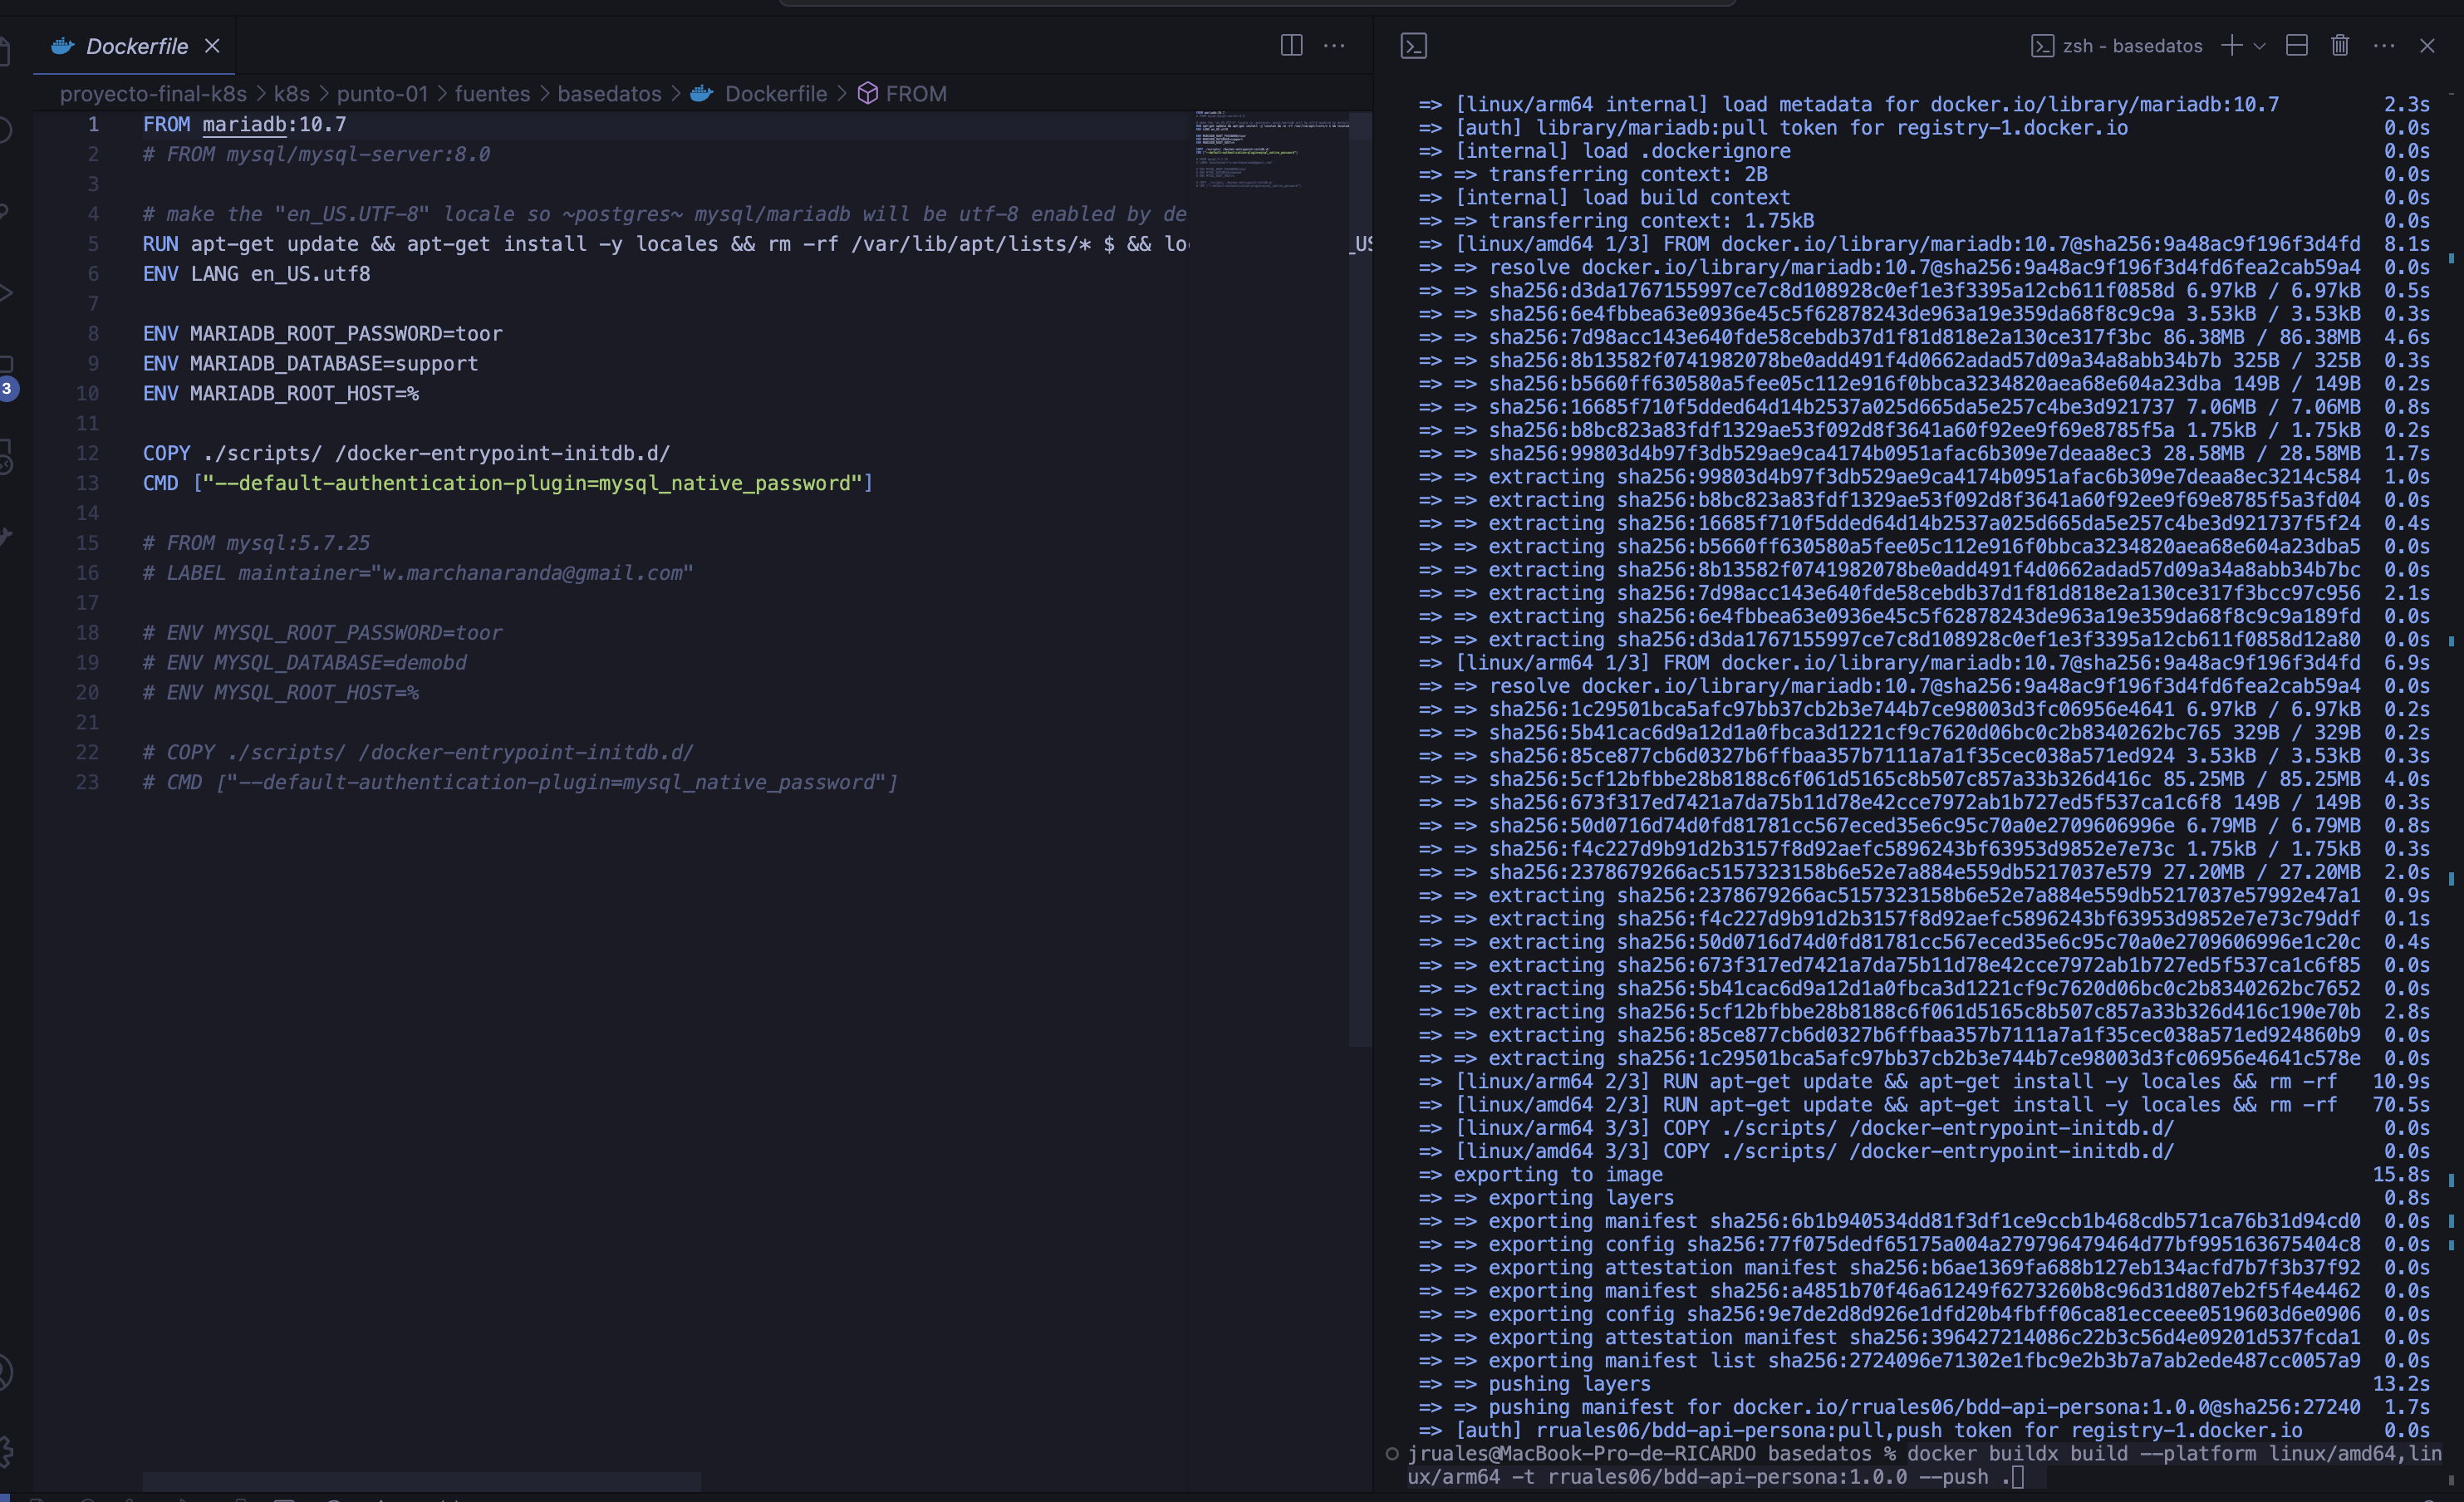 Dockerfile
proyecto-final-k8s > k8s > punto-01 > fuentes > basedatos > Dockerfile > FROM
1 FROM mariadb:10.7
2 # FROM mysql/mysql-server:8.0
3
4 # make the "en_US.UTF-8" locale so ~postgres~ mysql/mariadb will be utf-8 enabled by de
5 RUN apt-get update && apt-get install -y locales && rm -rf /var/lib/apt/lists/* $ && lo _US
6 ENV LANG en_US.utf8
7
8 ENV MARIADB_ROOT_PASSWORD=toor
9 ENV MARIADB_DATABASE=support
10 ENV MARIADB_ROOT_HOST=%
11
12 COPY ./scripts/ /docker-entrypoint-initdb.d/
13 CMD ["--default-authentication-plugin=mysql_native_password"]
14
15 # FROM mysql:5.7.25
16 # LABEL maintainer="w.marchanaranda@gmail.com"
17
18 # ENV MYSQL_ROOT_PASSWORD=toor
19 # ENV MYSQL_DATABASE=demobd
20 # ENV MYSQL_ROOT_HOST=%
21
22 # COPY ./scripts/ /docker-entrypoint-initdb.d/
23 # CMD ["--default-authentication-plugin=mysql_native_password"]
3
zsh - basedatos
=> [linux/arm64 internal] load metadata for docker.io/library/mariadb:10.7 2.3s
=> [auth] library/mariadb:pull token for registry-1.docker.io 0.0s
=> [internal] load .dockerignore 0.0s
=> => transferring context: 2B 0.0s
=> [internal] load build context 0.0s
=> => transferring context: 1.75kB 0.0s
=> [linux/amd64 1/3] FROM docker.io/library/mariadb:10.7@sha256:9a48ac9f196f3d4fd 8.1s
=> => resolve docker.io/library/mariadb:10.7@sha256:9a48ac9f196f3d4fd6fea2cab59a4 0.0s
=> => sha256:d3da1767155997ce7c8d108928c0ef1e3f3395a12cb611f0858d 6.97kB / 6.97kB 0.5s
=> => sha256:6e4fbbea63e0936e45c5f62878243de963a19e359da68f8c9c9a 3.53kB / 3.53kB 0.3s
=> => sha256:7d98acc143e640fde58cebdb37d1f81d818e2a130ce317f3bc 86.38MB / 86.38MB 4.6s
=> => sha256:8b13582f0741982078be0add491f4d0662adad57d09a34a8abb34b7b 325B / 325B 0.3s
=> => sha256:b5660ff630580a5fee05c112e916f0bbca3234820aea68e604a23dba 149B / 149B 0.2s
=> => sha256:16685f710f5dded64d14b2537a025d665da5e257c4be3d921737 7.06MB / 7.06MB 0.8s
=> => sha256:b8bc823a83fdf1329ae53f092d8f3641a60f92ee9f69e8785f5a 1.75kB / 1.75kB 0.2s
=> => sha256:99803d4b97f3db529ae9ca4174b0951afac6b309e7deaa8ec3 28.58MB / 28.58MB 1.7s
=> => extracting sha256:99803d4b97f3db529ae9ca4174b0951afac6b309e7deaa8ec3214c584 1.0s
=> => extracting sha256:b8bc823a83fdf1329ae53f092d8f3641a60f92ee9f69e8785f5a3fd04 0.0s
=> => extracting sha256:16685f710f5dded64d14b2537a025d665da5e257c4be3d921737f5f24 0.4s
=> => extracting sha256:b5660ff630580a5fee05c112e916f0bbca3234820aea68e604a23dba5 0.0s
=> => extracting sha256:8b13582f0741982078be0add491f4d0662adad57d09a34a8abb34b7bc 0.0s
=> => extracting sha256:7d98acc143e640fde58cebdb37d1f81d818e2a130ce317f3bcc97c956 2.1s
=> => extracting sha256:6e4fbbea63e0936e45c5f62878243de963a19e359da68f8c9c9a189fd 0.0s
=> => extracting sha256:d3da1767155997ce7c8d108928c0ef1e3f3395a12cb611f0858d12a80 0.0s
=> [linux/arm64 1/3] FROM docker.io/library/mariadb:10.7@sha256:9a48ac9f196f3d4fd 6.9s
=> => resolve docker.io/library/mariadb:10.7@sha256:9a48ac9f196f3d4fd6fea2cab59a4 0.0s
=> => sha256:1c29501bca5afc97bb37cb2b3e744b7ce98003d3fc06956e4641 6.97kB / 6.97kB 0.2s
=> => sha256:5b41cac6d9a12d1a0fbca3d1221cf9c7620d06bc0c2b8340262bc765 329B / 329B 0.2s
=> => sha256:85ce877cb6d0327b6ffbaa357b7111a7a1f35cec038a571ed924 3.53kB / 3.53kB 0.3s
=> => sha256:5cf12bfbbe28b8188c6f061d5165c8b507c857a33b326d416c 85.25MB / 85.25MB 4.0s
=> => sha256:673f317ed7421a7da75b11d78e42cce7972ab1b727ed5f537ca1c6f8 149B / 149B 0.3s
=> => sha256:50d0716d74d0fd81781cc567eced35e6c95c70a0e2709606996e 6.79MB / 6.79MB 0.8s
=> => sha256:f4c227d9b91d2b3157f8d92aefc5896243bf63953d9852e7e73c 1.75kB / 1.75kB 0.3s
=> => sha256:2378679266ac5157323158b6e52e7a884e559db5217037e579 27.20MB / 27.20MB 2.0s
=> => extracting sha256:2378679266ac5157323158b6e52e7a884e559db5217037e57992e47a1 0.9s
=> => extracting sha256:f4c227d9b91d2b3157f8d92aefc5896243bf63953d9852e7e73c79ddf 0.1s
=> => extracting sha256:50d0716d74d0fd81781cc567eced35e6c95c70a0e2709606996e1c20c 0.4s
=> => extracting sha256:673f317ed7421a7da75b11d78e42cce7972ab1b727ed5f537ca1c6f85 0.0s
=> => extracting sha256:5b41cac6d9a12d1a0fbca3d1221cf9c7620d06bc0c2b8340262bc7652 0.0s
=> => extracting sha256:5cf12bfbbe28b8188c6f061d5165c8b507c857a33b326d416c190e70b 2.8s
=> => extracting sha256:85ce877cb6d0327b6ffbaa357b7111a7a1f35cec038a571ed924860b9 0.0s
=> => extracting sha256:1c29501bca5afc97bb37cb2b3e744b7ce98003d3fc06956e4641c578e 0.0s
=> [linux/arm64 2/3] RUN apt-get update && apt-get install -y locales && rm -rf 10.9s
=> [linux/amd64 2/3] RUN apt-get update && apt-get install -y locales && rm -rf 70.5s
=> [linux/arm64 3/3] COPY ./scripts/ /docker-entrypoint-initdb.d/ 0.0s
=> [linux/amd64 3/3] COPY ./scripts/ /docker-entrypoint-initdb.d/ 0.0s
=> exporting to image 15.8s
=> => exporting layers 0.8s
=> => exporting manifest sha256:6b1b940534dd81f3df1ce9ccb1b468cdb571ca76b31d94cd0 0.0s
=> => exporting config sha256:77f075dedf65175a004a279796479464d77bf995163675404c8 0.0s
=> => exporting attestation manifest sha256:b6ae1369fa688b127eb134acfd7b7f3b37f92 0.0s
=> => exporting manifest sha256:a4851b70f46a61249f6273260b8c96d31d807eb2f5f4e4462 0.0s
=> => exporting config sha256:9e7de2d8d926e1dfd20b4fbff06ca81ecceee0519603d6e0906 0.0s
=> => exporting attestation manifest sha256:396427214086c22b3c56d4e09201d537fcda1 0.0s
=> => exporting manifest list sha256:2724096e71302e1fbc9e2b3b7a7ab2ede487cc0057a9 0.0s
=> => pushing layers 13.2s
=> => pushing manifest for docker.io/rruales06/bdd-api-persona:1.0.0@sha256:27240 1.7s
=> [auth] rruales06/bdd-api-persona:pull,push token for registry-1.docker.io 0.0s
jruales@MacBook-Pro-de-RICARDO basedatos % docker buildx build --platform linux/amd64,lin
ux/arm64 -t rruales06/bdd-api-persona:1.0.0 --push .